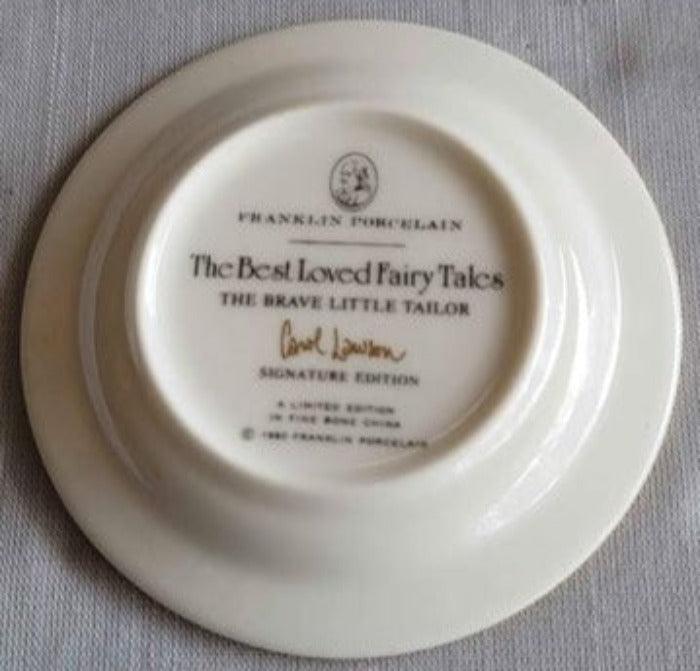 FRANKLIN PORCELAIN
The Best Loved Fairy Tales
THE BRAVE LITTLE TAILOR
Carol Lawson
SIGNATURE EDITION
A LIMITED EDITION
IN FINE BONE CHINA
© FRANKLIN PORCELAIN